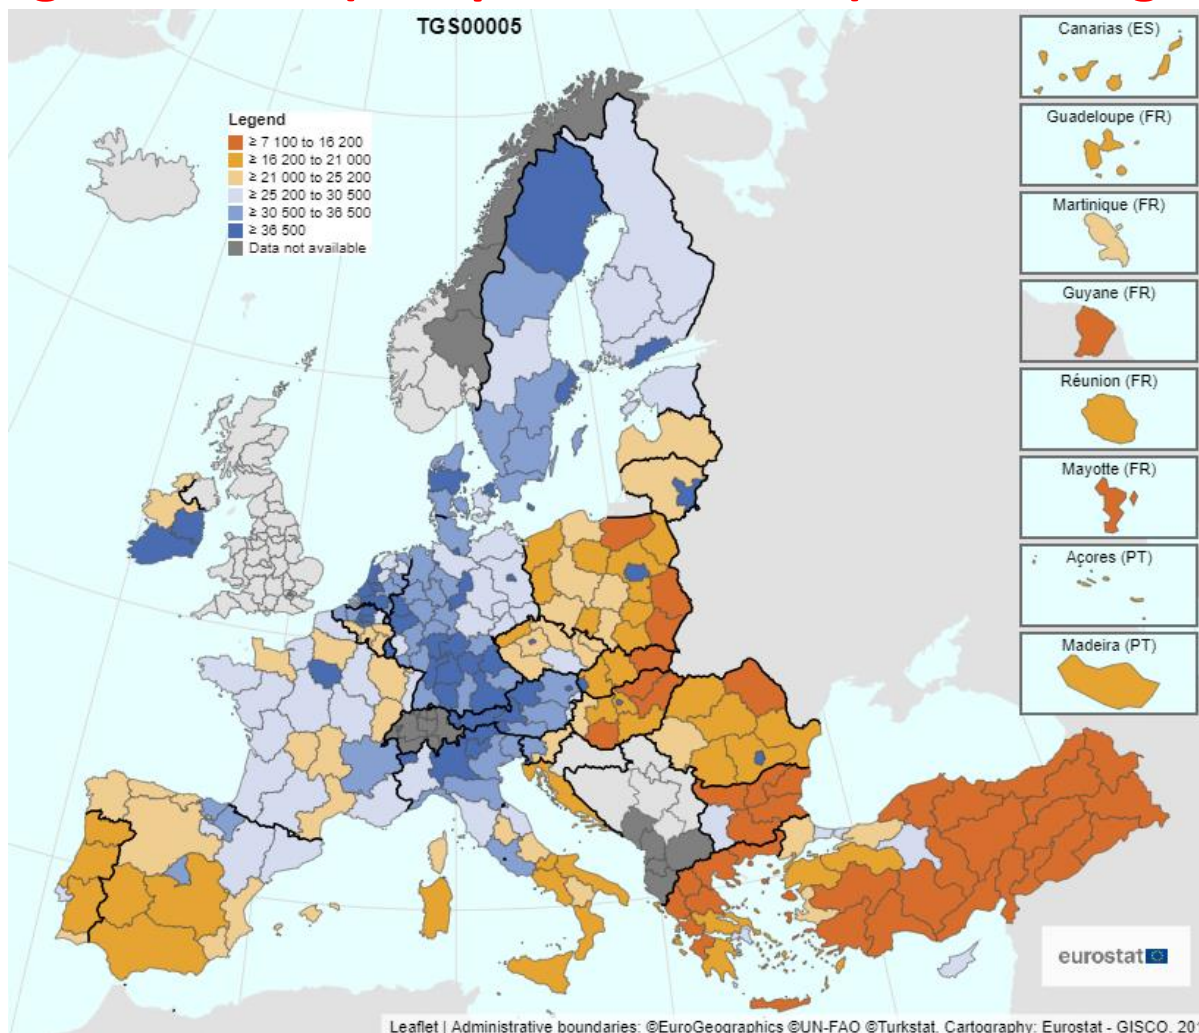 TGS00005
Legend
≥ 7 100 to 16 200
≥ 16 200 to 21 000
≥ 21 000 to 25 200
≥ 25 200 to 30 500
≥ 30 500 to 36 500
≥ 36 500
Data not available
Canarias (ES)
Guadeloupe (FR)
Martinique (FR)
Guyane (FR)
Réunion (FR)
Mayotte (FR)
Açores (PT)
Madeira (PT)
eurostat
Leaflet | Administrative boundaries: ©EuroGeographics ©UN-FAO ©Turkstat, Cartography: Eurostat - GISCO, 20